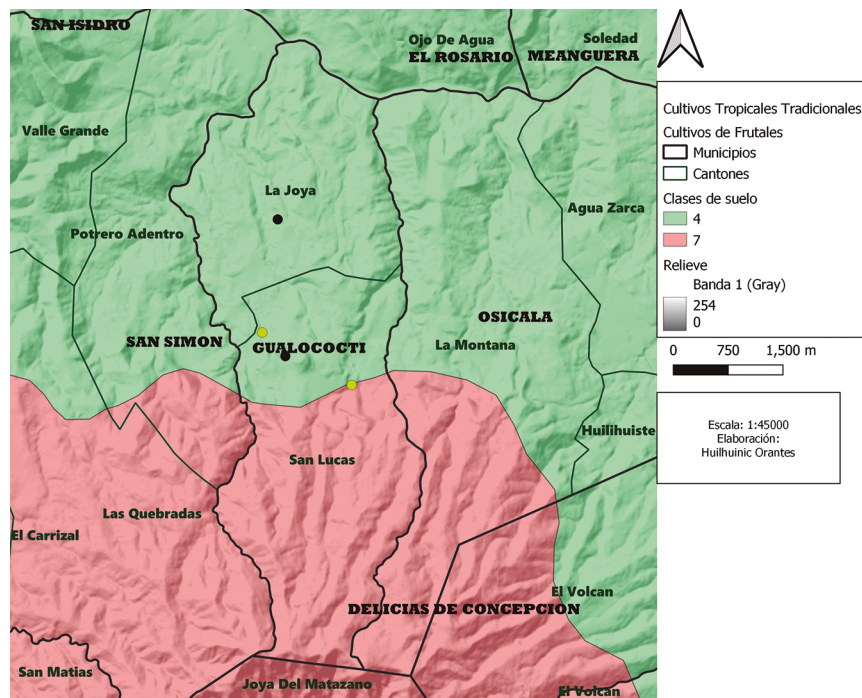 SAN ISIDRO
Ojo De Agua
EL ROSARIO
Soledad
MEANGUERA
Valle Grande
La Joya
Agua Zarca
Potrero Adentro
OSICALA
SAN SIMON
GUALOCOCTI
La Montana
Huilihuiste
San Lucas
Las Quebradas
El Carrizal
El Volcan
DELICIAS DE CONCEPCION
San Matias
Joya Del Matazano
El Volcan
Cultivos Tropicales Tradicionales
Cultivos de Frutales
Municipios
Cantones
Clases de suelo
4
7
Relieve
Banda 1 (Gray)
254
0
0 750 1,500 m
Escala: 1:45000
Elaboración:
Huilhuinic Orantes